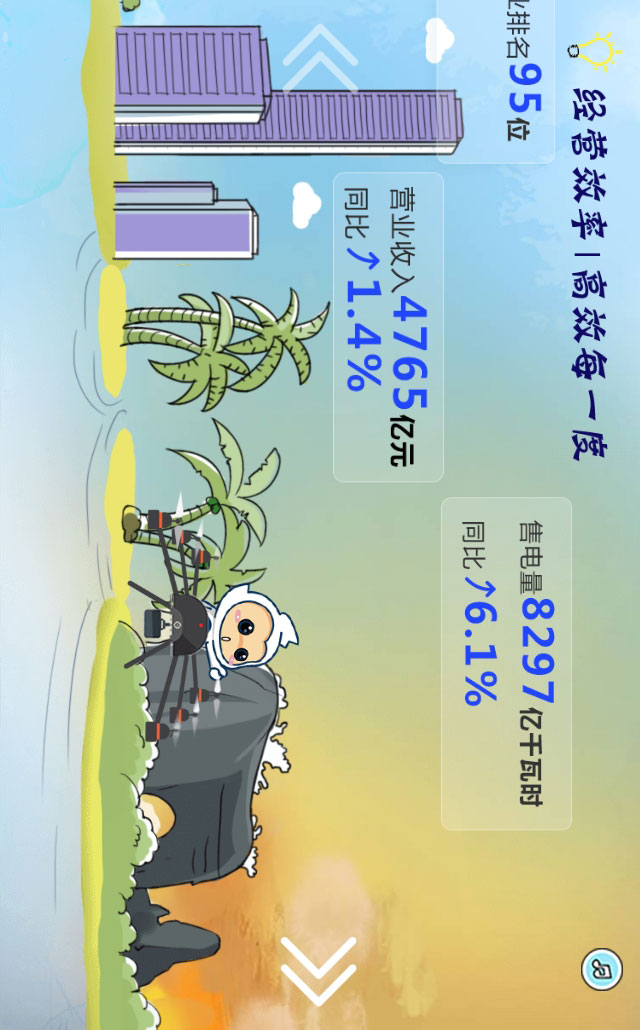 经营效率|高效每一度
业排名95位
营业收入4765亿元
同比↗1.4%
售电量8297亿千瓦时
同比↗6.1%